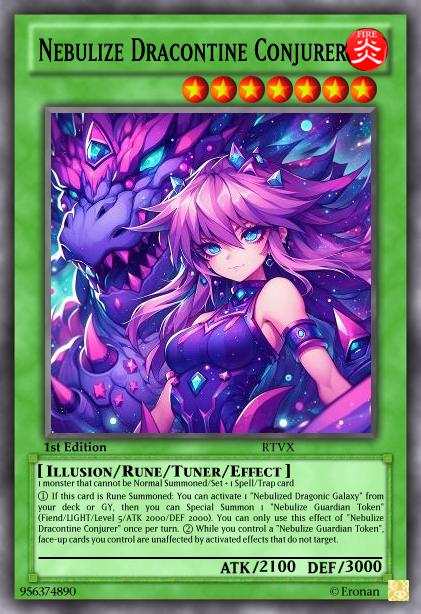 Nebulize Dracontine Conjurer
FIRE
炎
1st Edition RTVX
[ Illusion/Rune/Tuner/Effect ]
1 monster that cannot be Normal Summoned/Set + 1 Spell/Trap card
① If this card is Rune Summoned: You can activate 1 "Nebulized Dragonic Galaxy" from
your deck or GY, then you can Special Summon 1 "Nebulize Guardian Token"
(Fiend/LIGHT/Level 5/ATK 2000/DEF 2000). You can only use this effect of "Nebulize
Dracontine Conjurer" once per turn. ② While you control a "Nebulize Guardian Token",
face-up cards you control are unaffected by activated effects that do not target.
ATK/2100 DEF/3000
956374890 © Eronan